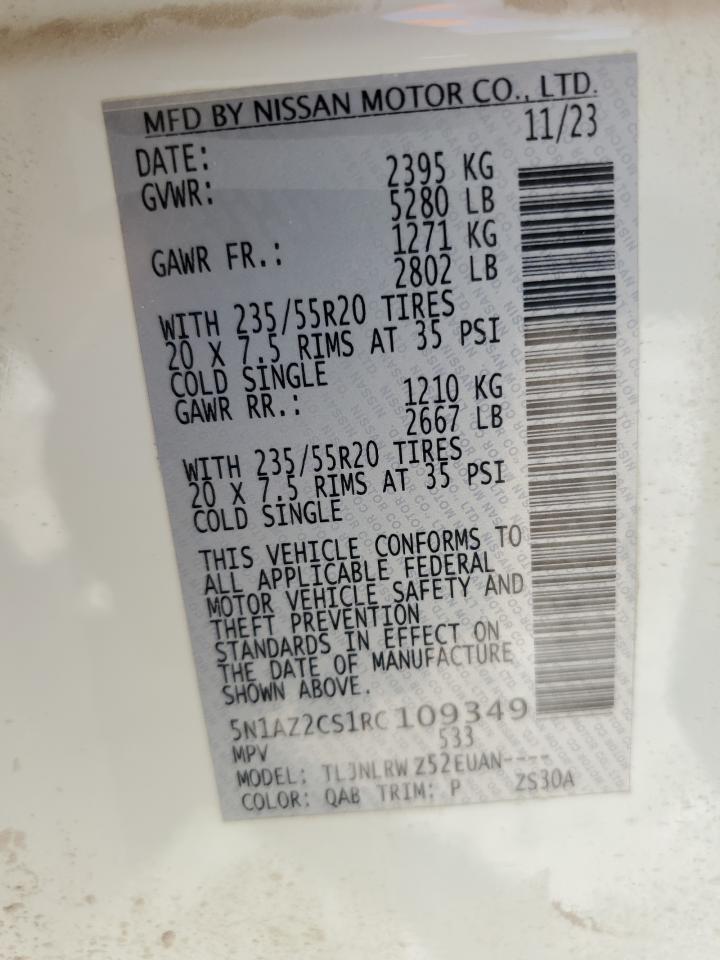 MFD BY NISSAN MOTOR CO., LTD.
DATE: 11/23
GVWR: 2395 KG
5280 LB
GAWR FR.: 1271 KG
2802 LB
WITH 235/55R20 TIRES
20 X 7.5 RIMS AT 35 PSI
COLD SINGLE
GAWR RR.: 1210 KG
2667 LB
WITH 235/55R20 TIRES
20 X 7.5 RIMS AT 35 PSI
COLD SINGLE
THIS VEHICLE CONFORMS TO
ALL APPLICABLE FEDERAL
MOTOR VEHICLE SAFETY AND
THEFT PREVENTION
STANDARDS IN EFFECT ON
THE DATE OF MANUFACTURE
SHOWN ABOVE.
5N1AZ2CS1RC109349
MPV 533
MODEL: TLJNLRW Z52EUAN----
COLOR: QAB TRIM: P ZS30A